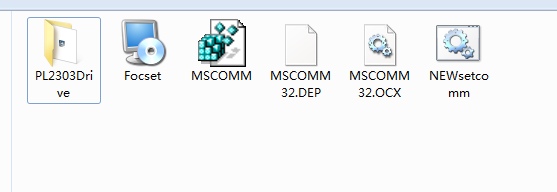 PL2303Dri
ve
Focset
MSCOMM
MSCOMM
32.DEP
MSCOMM
32.OCX
NEWsetco
mm